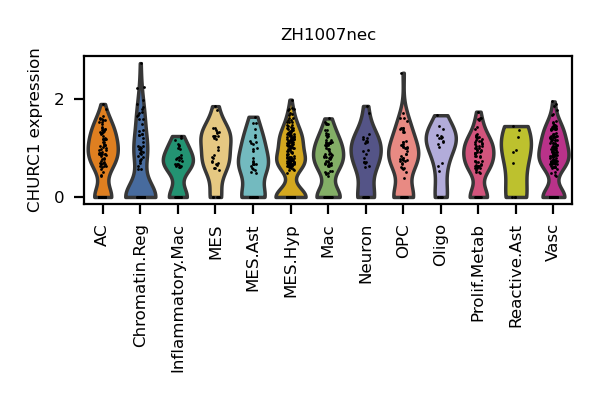 ZH1007nec
CHURC1 expression
2
0
AC
Chromatin.Reg
Inflammatory.Mac
MES
MES.Ast
MES.Hyp
Mac
Neuron
OPC
Oligo
Prolif.Metab
Reactive.Ast
Vasc